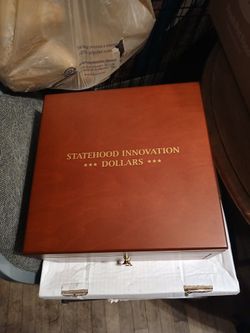 STATEHOOD INNOVATION
*** DOLLARS ***